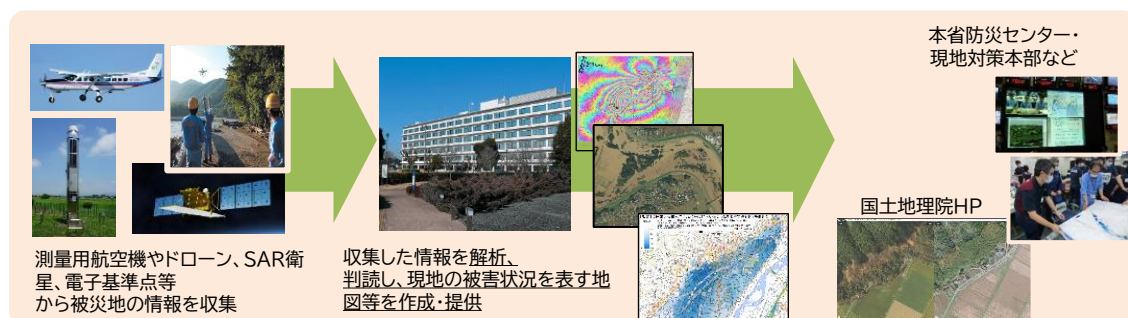 測量用航空機やドローン、SAR衛
星、電子基準点等
から被災地の情報を収集
収集した情報を解析、
判読し、現地の被害状況を表す地
図等を作成・提供
本省防災センター・
現地対策本部など
国土地理院HP